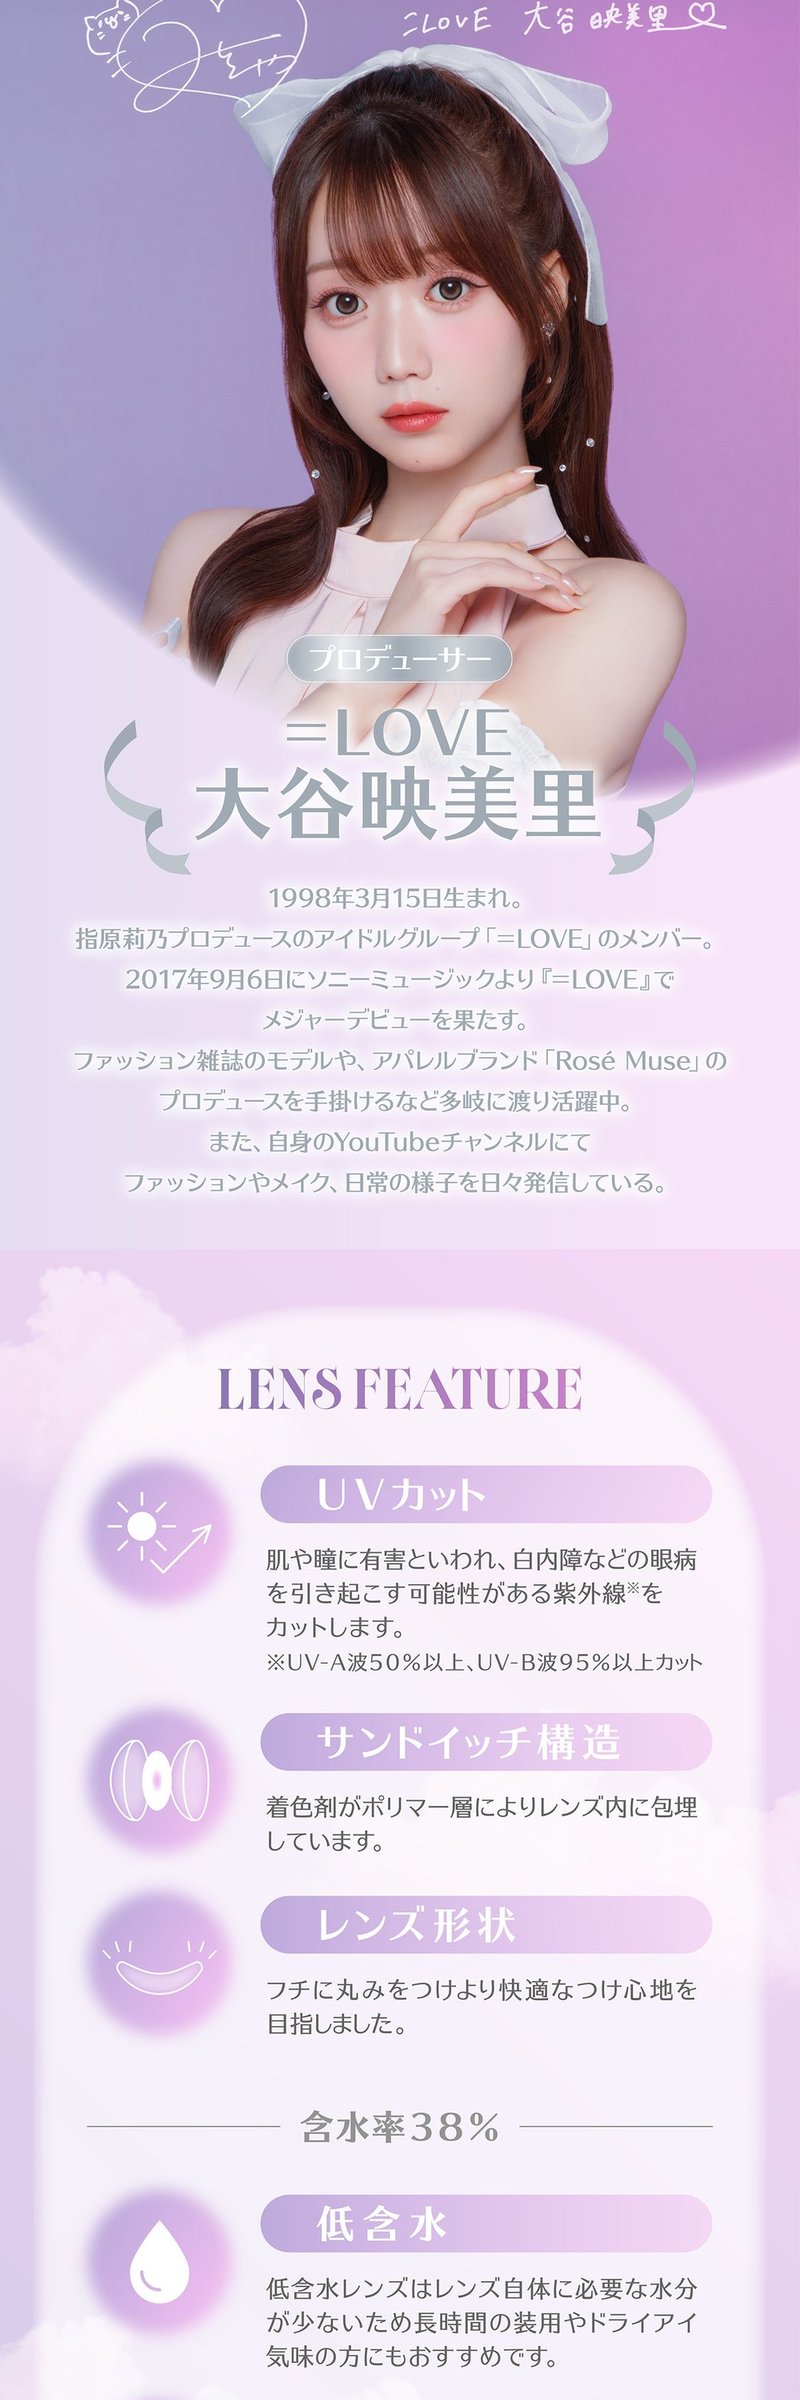 =LOVE 大谷映美里
プロデューサー
=LOVE
大谷映美里
1998年3月15日生まれ。
指原莉乃プロデュースのアイドルグループ「=LOVE」のメンバー。
2017年9月6日にソニーミュージックより『=LOVE』で
メジャーデビューを果たす。
ファッション雑誌のモデルや、アパレルブランド「Rosé Muse」の
プロデュースを手掛けるなど多岐に渡り活躍中。
また、自身のYouTubeチャンネルにて
ファッションやメイク、日常の様子を日々発信している。
LENS FEATURE
UVカット
肌や瞳に有害といわれ、白内障などの眼病
を引き起こす可能性がある紫外線※を
カットします。
※UV-A波50%以上、UV-B波95%以上カット
サンドイッチ構造
着色剤がポリマー層によりレンズ内に包埋
しています。
レンズ形状
フチに丸みをつけより快適なつけ心地を
目指しました。
含水率38%
低含水
低含水レンズはレンズ自体に必要な水分
が少ないため長時間の装用やドライアイ
気味の方にもおすすめです。